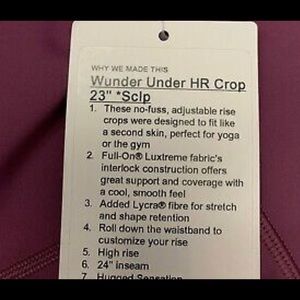 WHY WE MADE THIS
Wunder Under HR Crop
23" *Sclp
1. These no-fuss, adjustable rise
crops were designed to fit like
a second skin, perfect for yoga
or the gym
2. Full-On® Luxtreme fabric's
interlock construction offers
great support and coverage with
a cool, smooth feel
3. Added Lycra® fibre for stretch
and shape retention
4. Roll down the waistband to
customize your rise
5. High rise
6. 24" inseam
7. Hugged Sensation